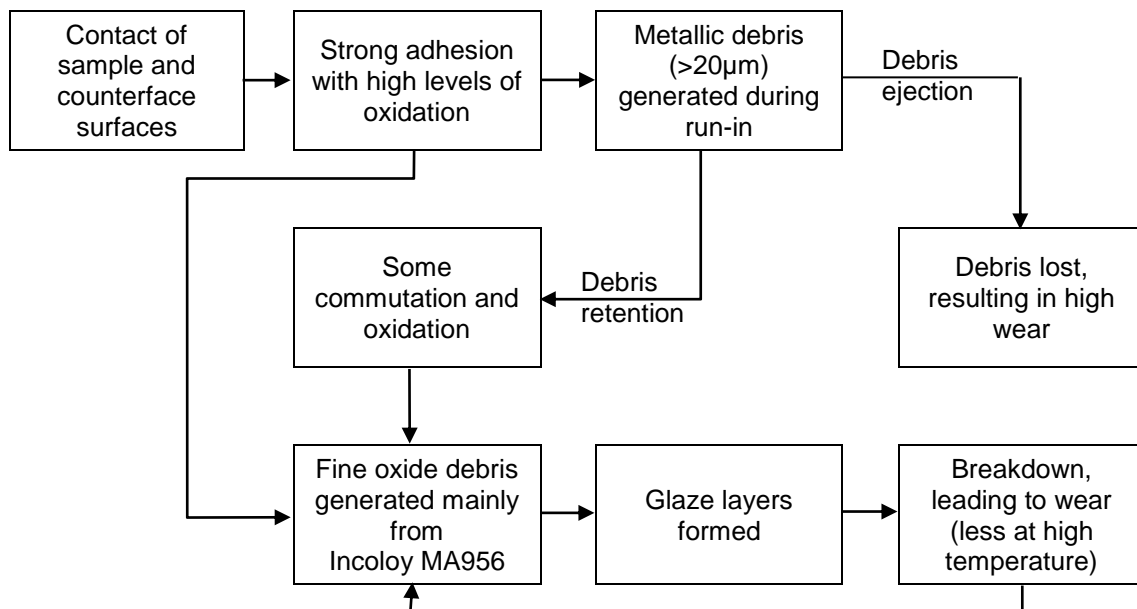 Contact of
sample and
counterface
surfaces
Strong adhesion
with high levels of
oxidation
Metallic debris
(>20µm)
generated during
run-in
Debris
ejection
Some
commutation and
oxidation
Debris
retention
Debris lost,
resulting in high
wear
Fine oxide debris
generated mainly
from
Incoloy MA956
Glaze layers
formed
Breakdown,
leading to wear
(less at high
temperature)